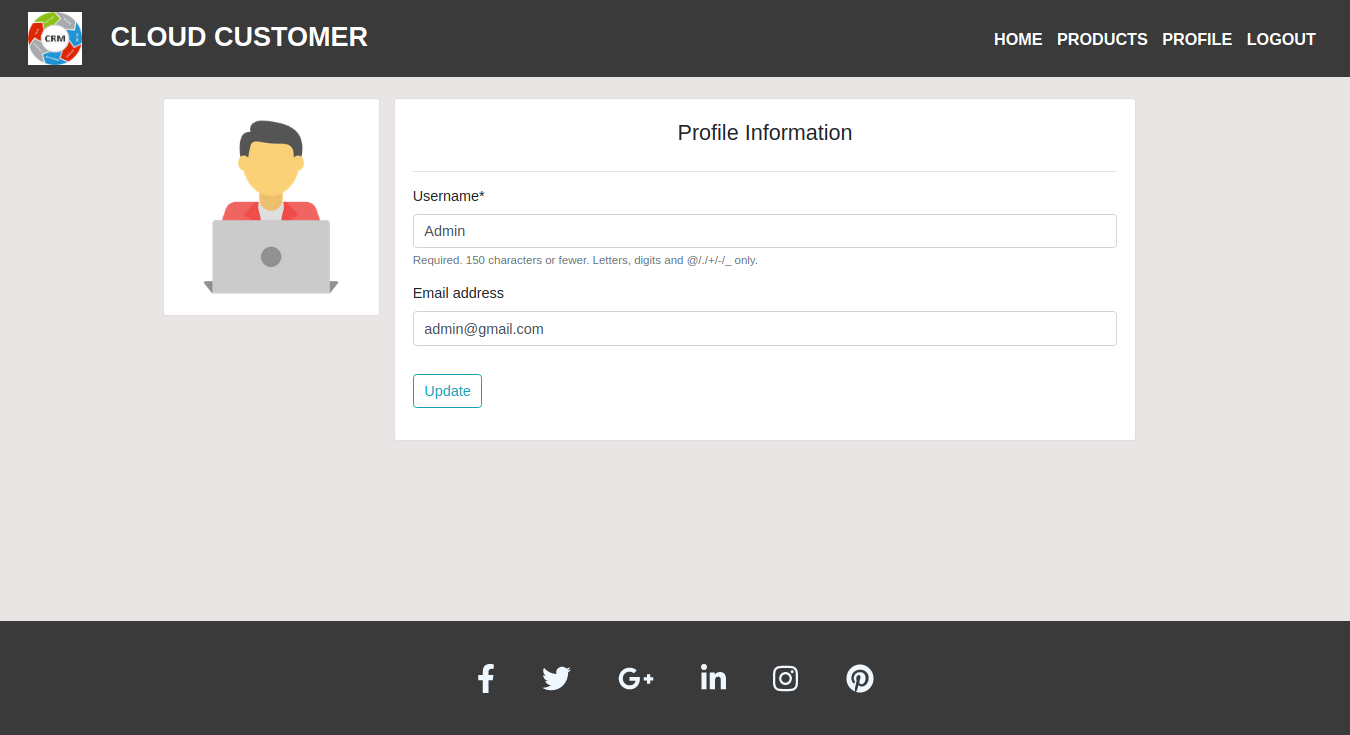 CRM
CLOUD CUSTOMER
HOME PRODUCTS PROFILE LOGOUT
Profile Information
Username*
Admin
Required. 150 characters or fewer. Letters, digits and @/./+/-/_ only.
Email address
admin@gmail.com
Update